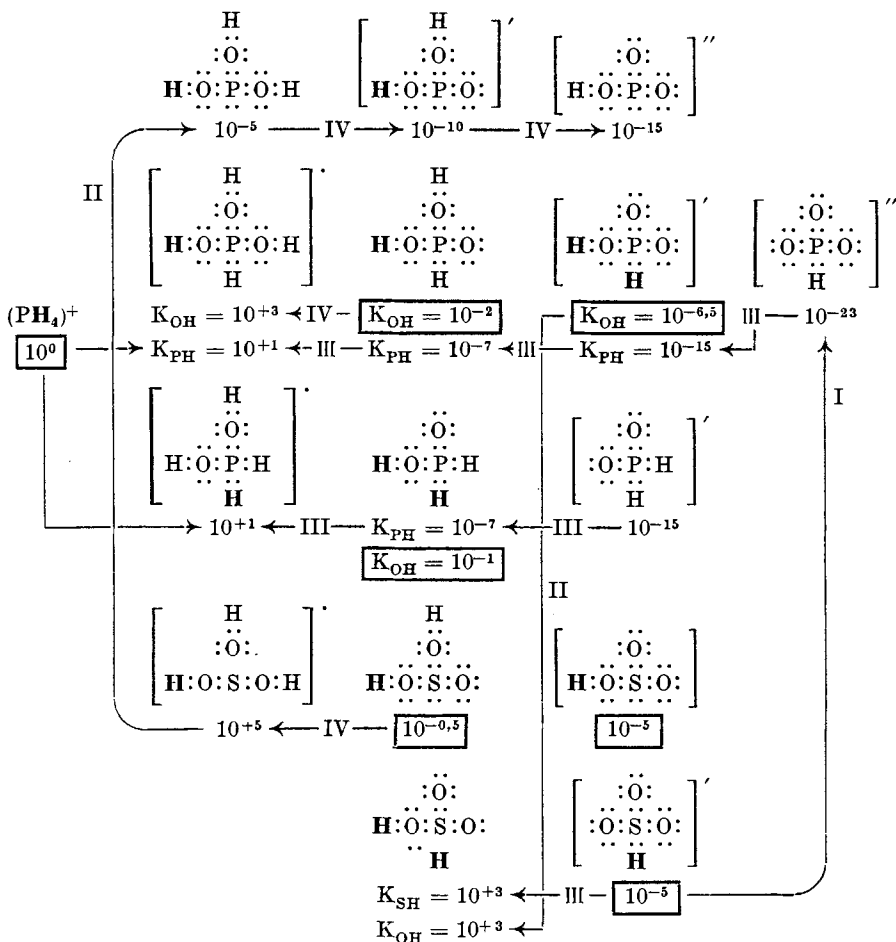 H H
:O: :O: :O:
H:O:P:O:H [H:O:P:O:]′ [H:O:P:O:]″
10⁻⁵ — IV → 10⁻¹⁰ — IV → 10⁻¹⁵
II
H H
:O: :O: :O: :O:
[H:O:P:O:H]˙ H:O:P:O: [H:O:P:O:]′ [:O:P:O:]″
H H H H
(PH₄)⁺ K_OH = 10⁺³ ← IV — K_OH = 10⁻² K_OH = 10⁻⁶,⁵ III — 10⁻²³
10⁰ → K_PH = 10⁺¹ ← III — K_PH = 10⁻⁷ ← III — K_PH = 10⁻¹⁵ ←
I
H
:O: :O: :O:
[H:O:P:H]˙ H:O:P:H [:O:P:H]′
H H H
10⁺¹ ← III — K_PH = 10⁻⁷ ← III — 10⁻¹⁵
K_OH = 10⁻¹
II
H H
:O: :O: :O:
[H:O:S:O:H]˙ H:O:S:O: [H:O:S:O:]
10⁺⁵ ← IV — 10⁻⁰,⁵ 10⁻⁵
:O: :O:
H:O:S:O: [:O:S:O:]′
H H
K_SH = 10⁺³ ← III — 10⁻⁵
K_OH = 10⁺³ ←